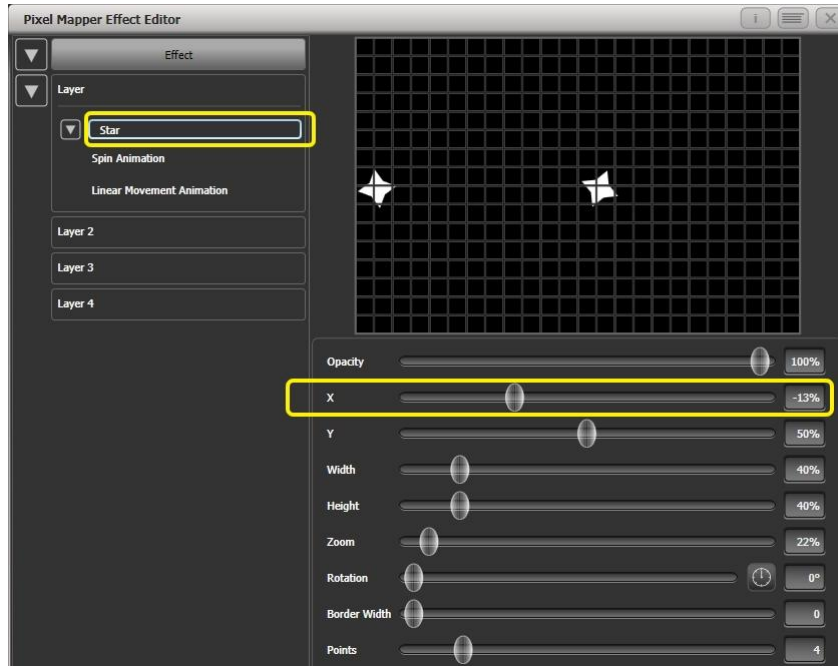 Pixel Mapper Effect Editor
Effect
Layer
Star
Spin Animation
Linear Movement Animation
Layer 2
Layer 3
Layer 4
Opacity 100%
X -13%
Y 50%
Width 40%
Height 40%
Zoom 22%
Rotation 0°
Border Width 0
Points 4